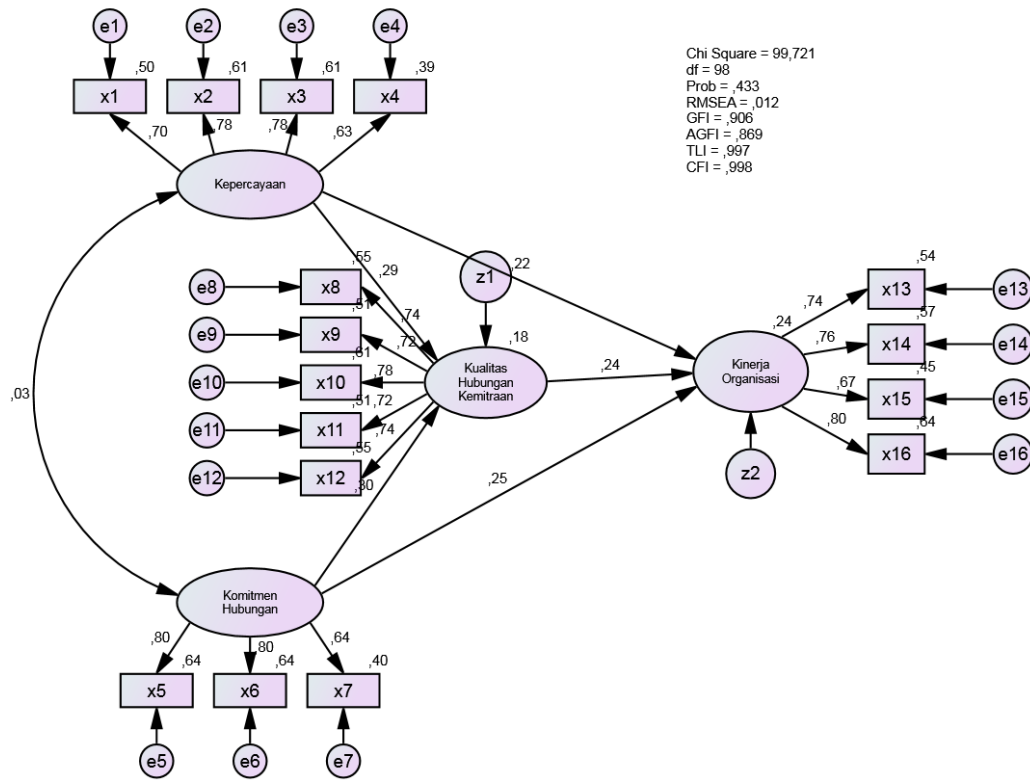 e1
e2
e3
e4
,50
,61
,61
,39
x1
x2
x3
x4
,70
,78
,78
,63
Kepercayaan
Chi Square = 99,721
df = 98
Prob = ,433
RMSEA = ,012
GFI = ,906
AGFI = ,869
TLI = ,997
CFI = ,998
,55
,29
z1
,22
e8
x8
,51
,74
e9
x9
,72
,61
e10
x10
,78
,51
,72
e11
x11
,74
,55
e12
x12
,30
,18
Kualitas
Hubungan
Kemitraan
,24
,03
,25
Kinerja
Organisasi
,24
z2
,74
,76
,67
,80
,54
x13
e13
,57
x14
e14
,45
x15
e15
,64
x16
e16
Komitmen
Hubungan
,80
,80
,64
,64
,64
,40
x5
x6
x7
e5
e6
e7